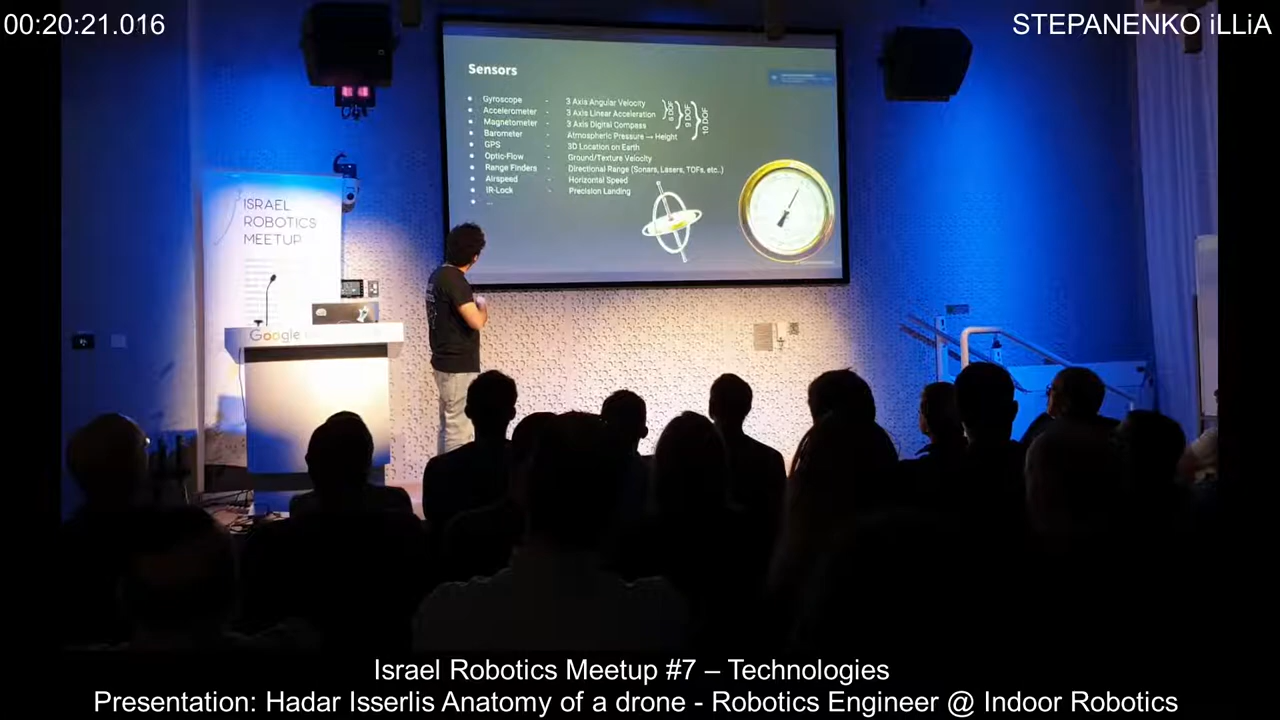 00:20:21.016
STEPANENKO iLLiA
Sensors
● Gyroscope - 3 Axis Angular Velocity
● Accelerometer - 3 Axis Linear Acceleration
● Magnetometer - 3 Axis Digital Compass
● Barometer - Atmospheric Pressure → Height
● GPS - 3D Location on Earth
● Optic-Flow - Ground/Texture Velocity
● Range Finders - Directional Range (Sonars, Lasers, TOFs, etc..)
● Airspeed - Horizontal Speed
● IR-Lock - Precision Landing
● ...
6 DOF
9 DOF
10 DOF
ISRAEL
ROBOTICS
MEETUP
Google
Israel Robotics Meetup #7 – Technologies
Presentation: Hadar Isserlis Anatomy of a drone - Robotics Engineer @ Indoor Robotics